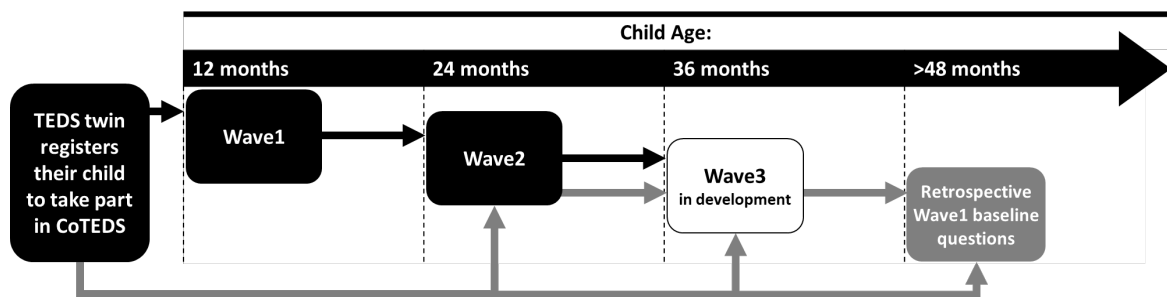 Child Age:
12 months
24 months
36 months
>48 months
TEDS twin
registers
their child
to take part
in CoTEDS
Wave1
Wave2
Wave3
in development
Retrospective
Wave1 baseline
questions